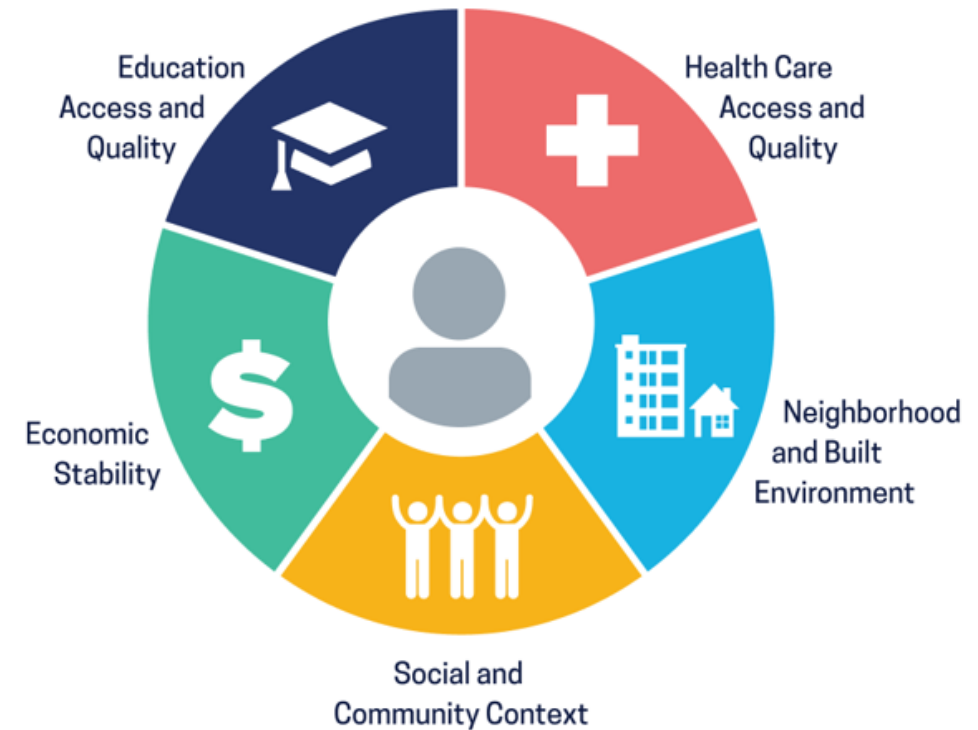 Education
Access and
Quality
Health Care
Access and
Quality
Economic
Stability
Neighborhood
and Built
Environment
Social and
Community Context